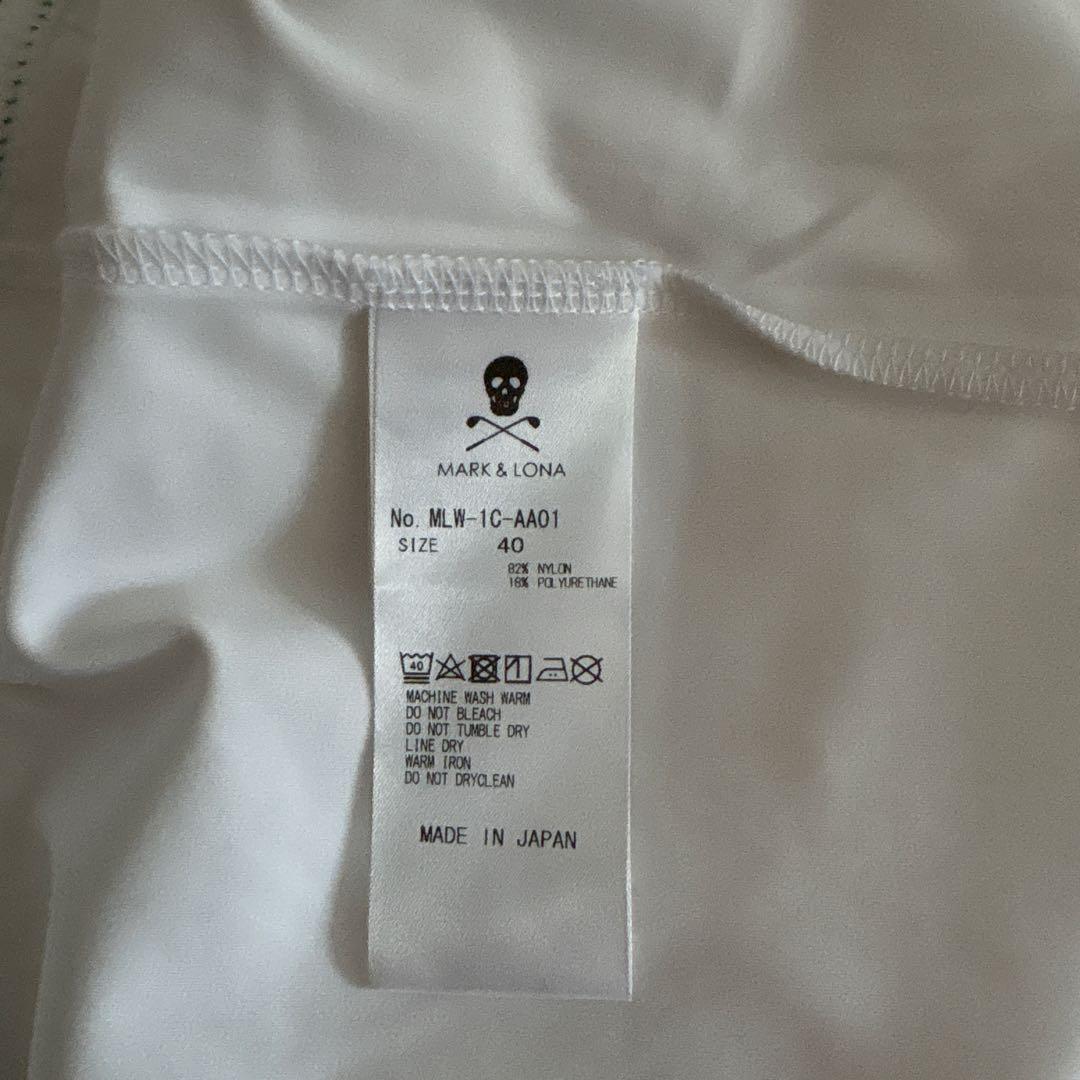 MARK & LONA
No. MLW-1C-AA01
SIZE 40
82% NYLON
18% POLYURETHANE
40
MACHINE WASH WARM
DO NOT BLEACH
DO NOT TUMBLE DRY
LINE DRY
WARM IRON
DO NOT DRYCLEAN
MADE IN JAPAN